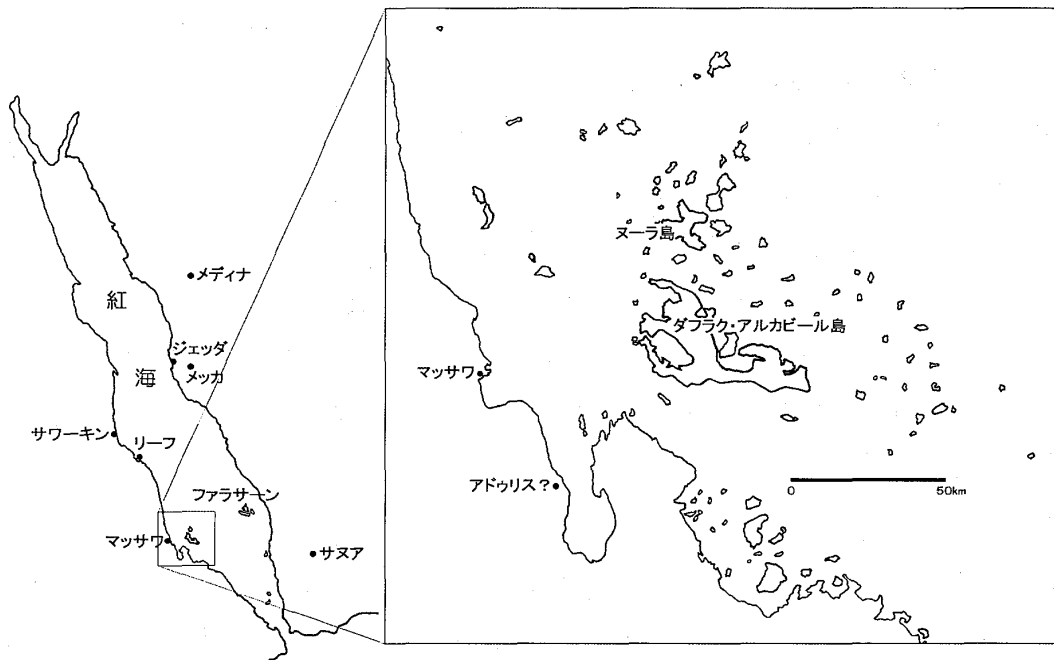 メディナ
紅
ジェッダ
メッカ
海
サワーキン
リーフ
ファラサーン
マッサワ
サヌア
ヌーラ島
ダフラク・アルカビール島
マッサワ
アドゥリス？
0
50km